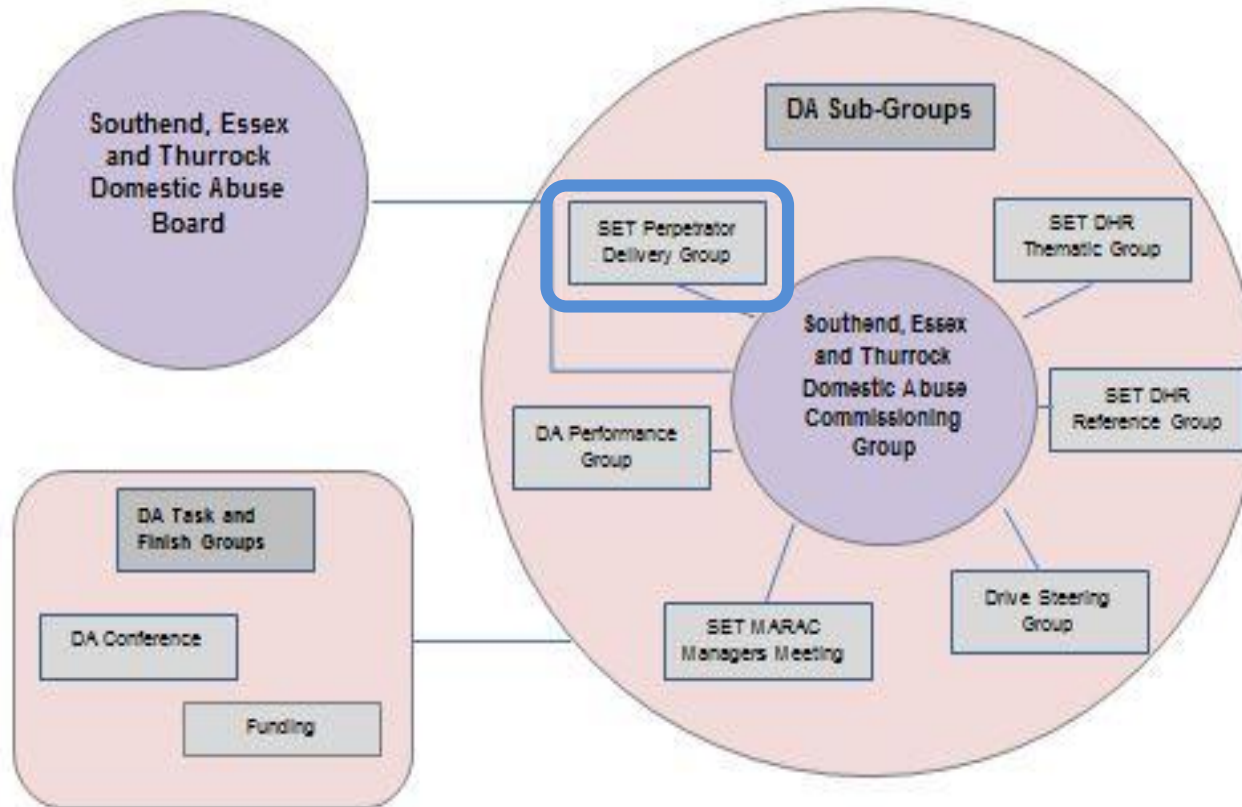 Southend, Essex
and Thurrock
Domestic Abuse
Board
DA Sub-Groups
SET Perpetrator
Delivery Group
SET DHR
Thematic Group
Southend, Essex
and Thurrock
Domestic Abuse
Commissioning
Group
SET DHR
Reference Group
DA Performance
Group
DA Task and
Finish Groups
DA Conference
Funding
SET MARAC
Managers Meeting
Drive Steering
Group